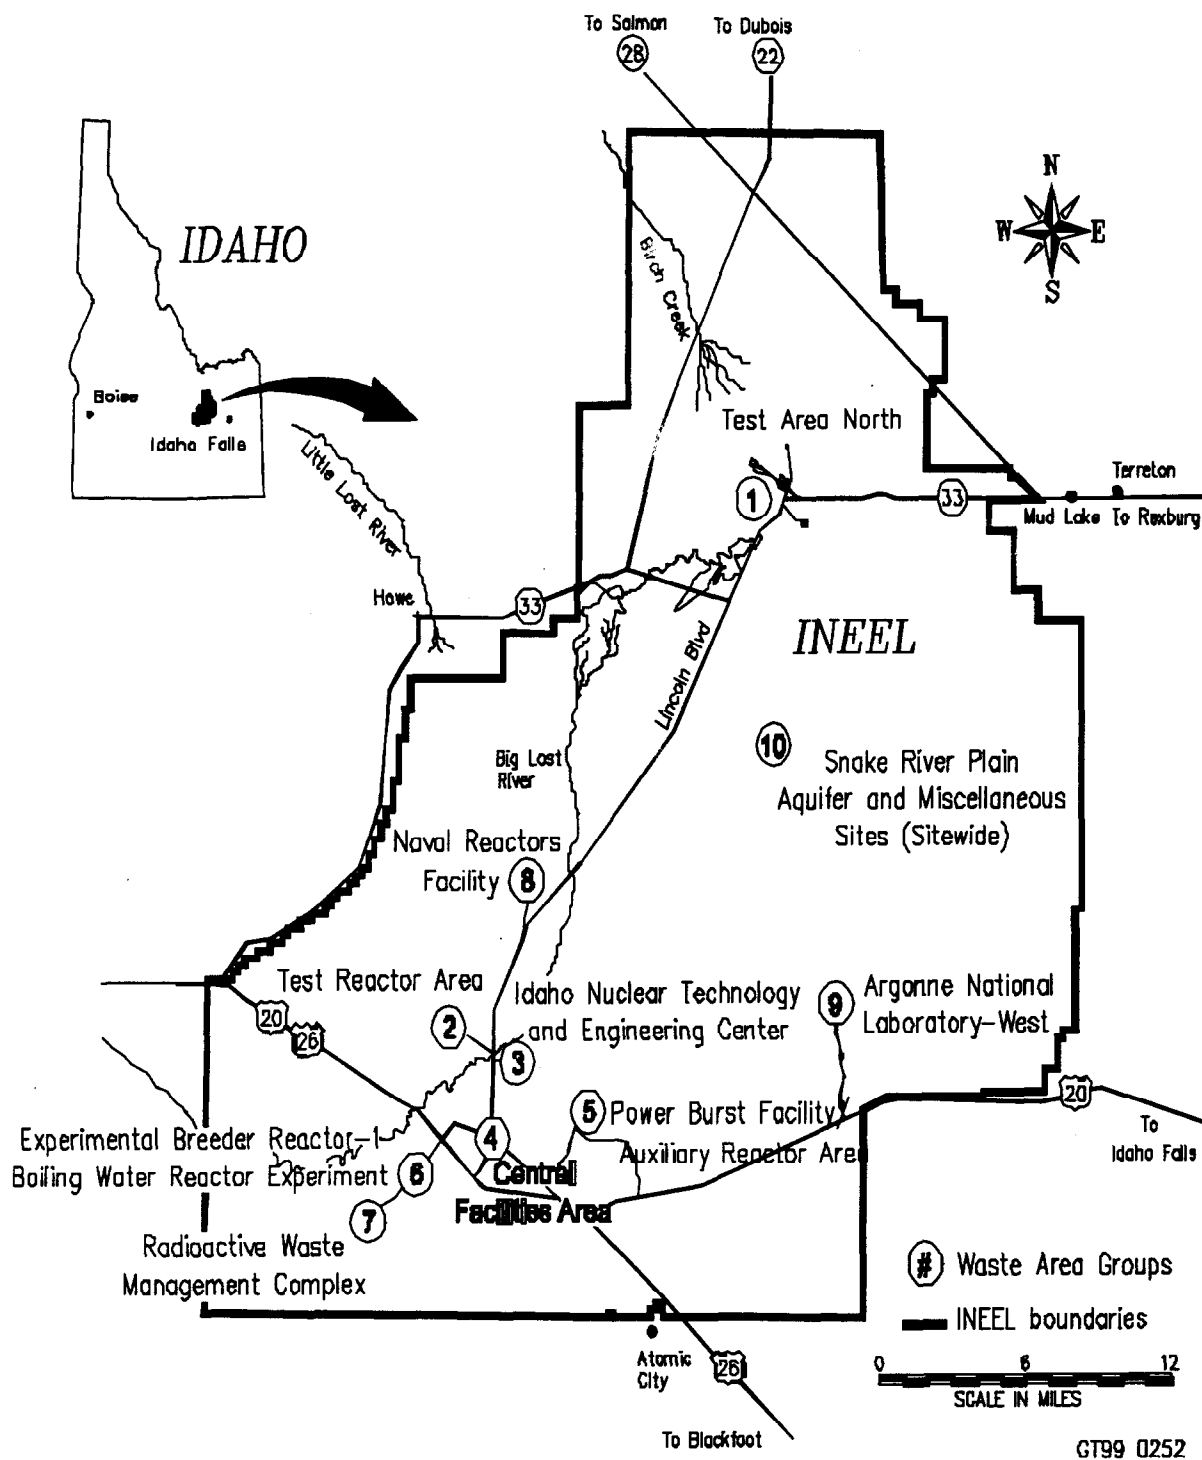 To Salmon
To Dubois
28
22
N
W E
S
IDAHO
Birch Creek
Boise
Idaho Falls
Little Lost River
Test Area North
1
33
Terreton
Mud Lake To Rexburg
Howe
33
INEEL
Lincoln Blvd
10
Big Lost
River
Snake River Plain
Aquifer and Miscellaneous
Sites (Sitewide)
Naval Reactors
Facility 8
Test Reactor Area
Idaho Nuclear Technology
and Engineering Center
9
Argonne National
Laboratory-West
20
26
2
3
5 Power Burst Facility
Auxiliary Reactor Area
20
To
Idaho Falls
Experimental Breeder Reactor-1
Boiling Water Reactor Experiment
6
4
Central
Facilities Area
7
Radioactive Waste
Management Complex
# Waste Area Groups
INEEL boundaries
Atomic
City
26
0 6 12
SCALE IN MILES
To Blackfoot
GT99 0252